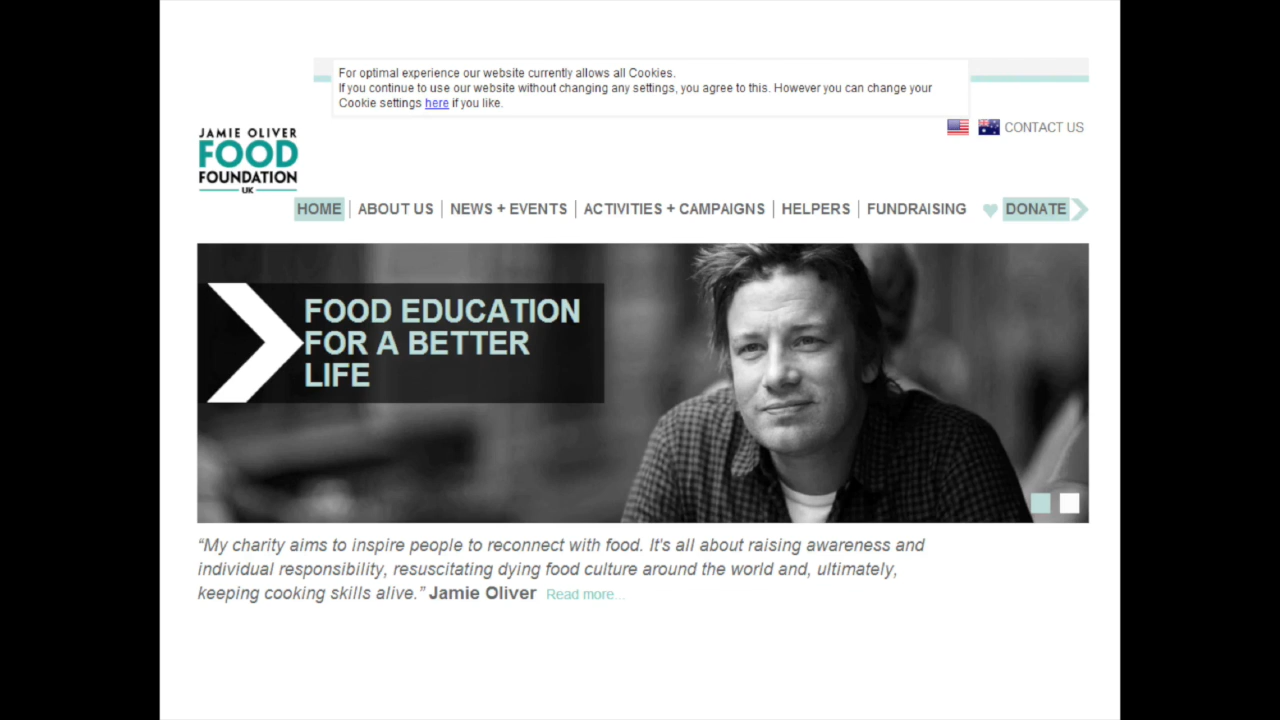 For optimal experience our website currently allows all Cookies.
If you continue to use our website without changing any settings, you agree to this. However you can change your
Cookie settings here if you like.
CONTACT US
JAMIE OLIVER
FOOD
FOUNDATION
UK
HOME | ABOUT US | NEWS + EVENTS | ACTIVITIES + CAMPAIGNS | HELPERS | FUNDRAISING DONATE
FOOD EDUCATION
FOR A BETTER
LIFE
“My charity aims to inspire people to reconnect with food. It's all about raising awareness and
individual responsibility, resuscitating dying food culture around the world and, ultimately,
keeping cooking skills alive.” Jamie Oliver Read more...